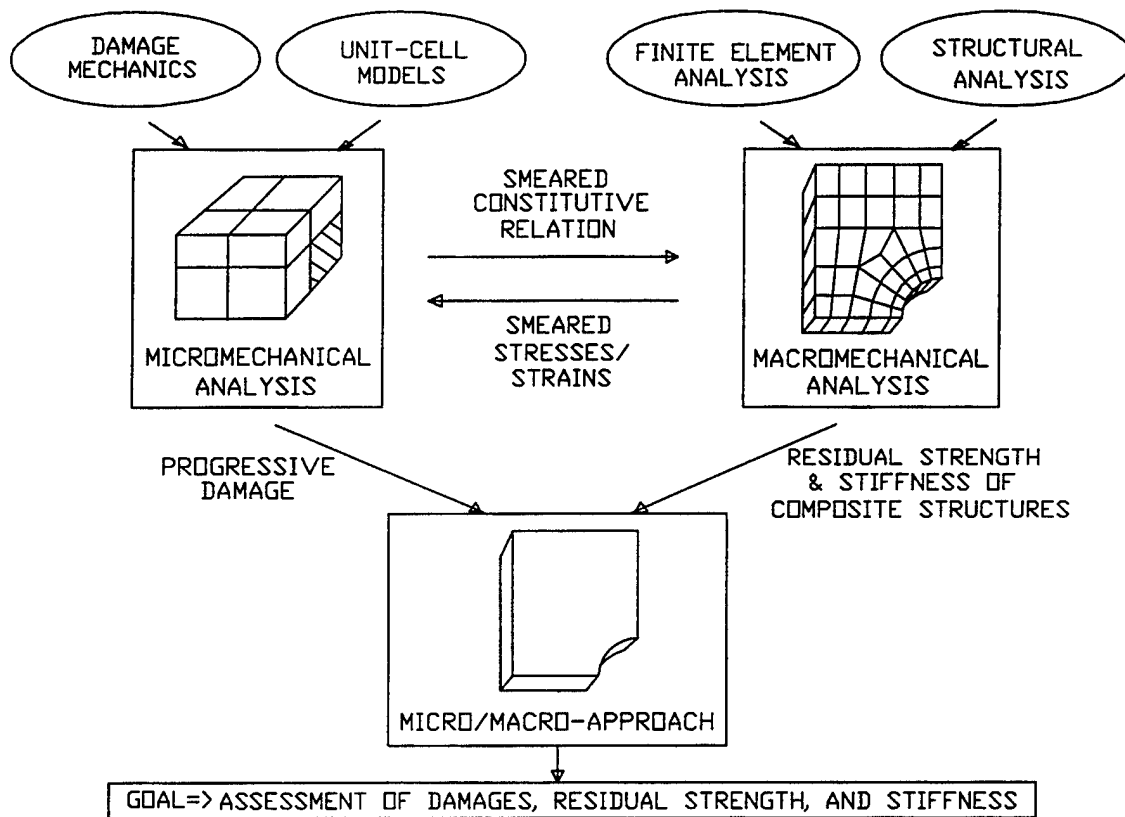 DAMAGE
MECHANICS
UNIT-CELL
MODELS
FINITE ELEMENT
ANALYSIS
STRUCTURAL
ANALYSIS
SMEARED
CONSTITUTIVE
RELATION
SMEARED
STRESSES/
STRAINS
MICROMECHANICAL
ANALYSIS
MACROMECHANICAL
ANALYSIS
PROGRESSIVE
DAMAGE
RESIDUAL STRENGTH
& STIFFNESS OF
COMPOSITE STRUCTURES
MICRO/MACRO-APPROACH
GOAL=> ASSESSMENT OF DAMAGES, RESIDUAL STRENGTH, AND STIFFNESS